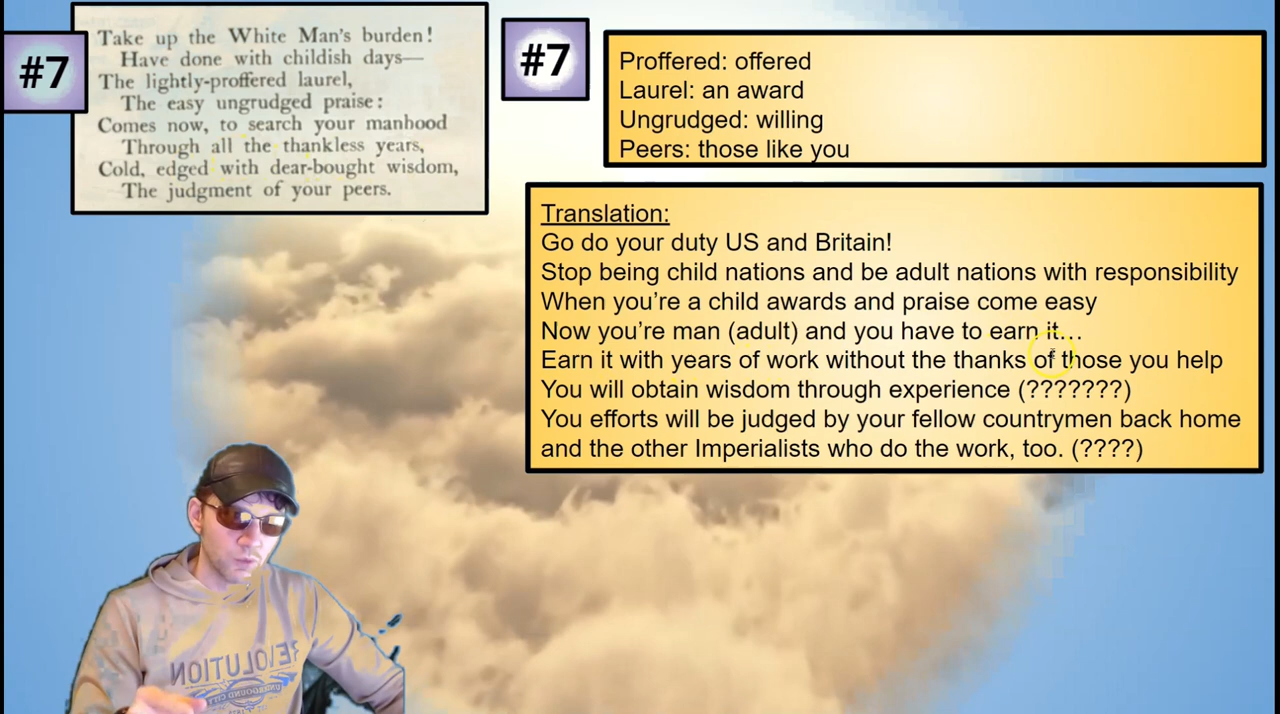 #7
Take up the White Man's burden!
Have done with childish days—
The lightly-proffered laurel,
The easy ungrudged praise:
Comes now, to search your manhood
Through all the thankless years,
Cold, edged with dear-bought wisdom,
The judgment of your peers.
#7
Proffered: offered
Laurel: an award
Ungrudged: willing
Peers: those like you
Translation:
Go do your duty US and Britain!
Stop being child nations and be adult nations with responsibility
When you're a child awards and praise come easy
Now you're man (adult) and you have to earn it…
Earn it with years of work without the thanks of those you help
You will obtain wisdom through experience (???????)
You efforts will be judged by your fellow countrymen back home
and the other Imperialists who do the work, too. (????)
REVOLUTION